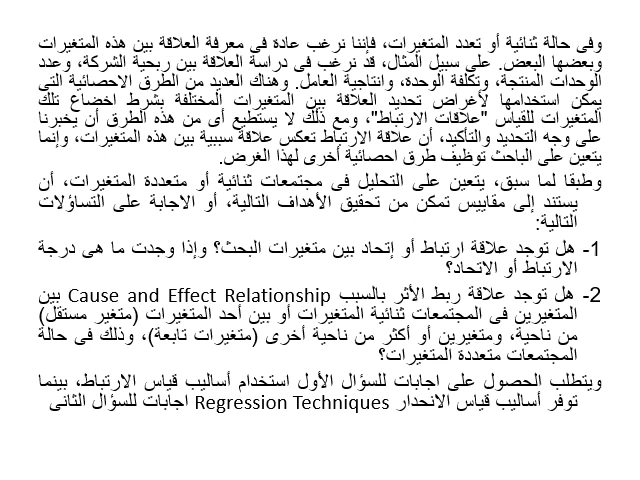 وفى حالة ثنائية أو تعدد المتغيرات، فإننا نرغب عادة فى معرفة العلاقة بين هذه المتغيرات
وبعضها البعض. على سبيل المثال، قد نرغب فى دراسة العلاقة بين ربحية الشركة، وعدد
الوحدات المنتجة، وتكلفة الوحدة، وانتاجية العامل. وهناك العديد من الطرق الاحصائية التى
يمكن استخدامها لأغراض تحديد العلاقة بين المتغيرات المختلفة بشرط اخضاع تلك
المتغيرات للقياس "علاقات الارتباط"، ومع ذلك لا يستطيع أى من هذه الطرق أن يخبرنا
على وجه التحديد والتأكيد، أن علاقة الارتباط تعكس علاقة سببية بين هذه المتغيرات، وإنما
يتعين على الباحث توظيف طرق احصائية أخرى لهذا الغرض.
وطبقا لما سبق، يتعين على التحليل فى مجتمعات ثنائية أو متعددة المتغيرات، أن
يستند إلى مقاييس تمكن من تحقيق الأهداف التالية، أو الاجابة على التساؤلات
التالية:
1- هل توجد علاقة ارتباط أو إتحاد بين متغيرات البحث؟ وإذا وجدت ما هى درجة
الارتباط أو الاتحاد؟
2- هل توجد علاقة ربط الأثر بالسبب Cause and Effect Relationship بين
المتغيرين فى المجتمعات ثنائية المتغيرات أو بين أحد المتغيرات (متغير مستقل)
من ناحية، ومتغيرين أو أكثر من ناحية أخرى (متغيرات تابعة)، وذلك فى حالة
المجتمعات متعددة المتغيرات؟
ويتطلب الحصول على اجابات للسؤال الأول استخدام أساليب قياس الارتباط، بينما
توفر أساليب قياس الانحدار Regression Techniques اجابات للسؤال الثانى